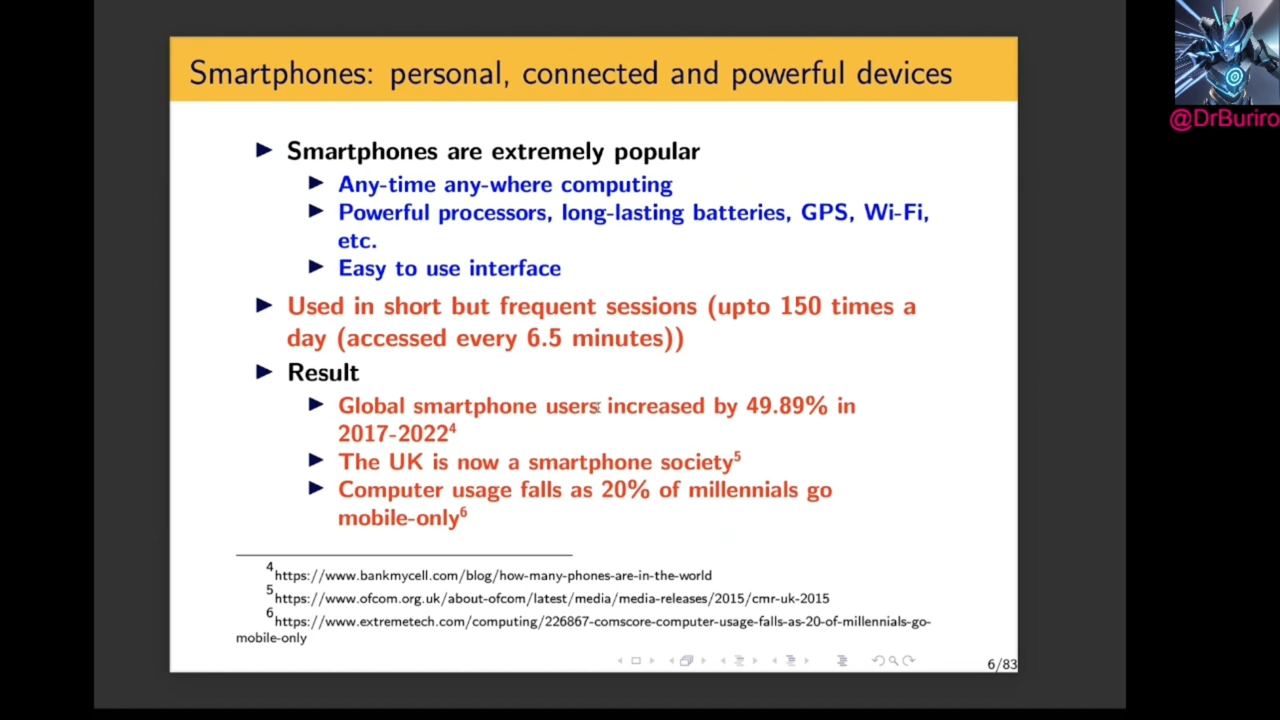 Smartphones: personal, connected and powerful devices
@DrBuriro
▶ Smartphones are extremely popular
▶ Any-time any-where computing
▶ Powerful processors, long-lasting batteries, GPS, Wi-Fi,
etc.
▶ Easy to use interface
▶ Used in short but frequent sessions (upto 150 times a
day (accessed every 6.5 minutes))
▶ Result
▶ Global smartphone users increased by 49.89% in
2017-2022⁴
▶ The UK is now a smartphone society⁵
▶ Computer usage falls as 20% of millennials go
mobile-only⁶
⁴https://www.bankmycell.com/blog/how-many-phones-are-in-the-world
⁵https://www.ofcom.org.uk/about-ofcom/latest/media/media-releases/2015/cmr-uk-2015
⁶https://www.extremetech.com/computing/226867-comscore-computer-usage-falls-as-20-of-millennials-go-
mobile-only
6/83